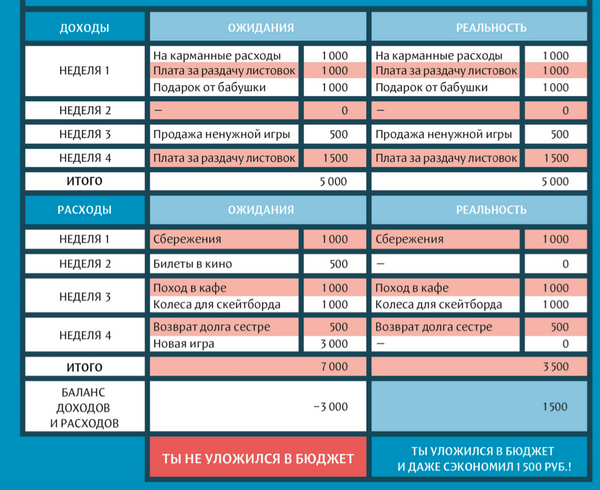 ДОХОДЫ ОЖИДАНИЯ РЕАЛЬНОСТЬ
НЕДЕЛЯ 1
На карманные расходы 1 000 На карманные расходы 1 000
Плата за раздачу листовок 1 000 Плата за раздачу листовок 1 000
Подарок от бабушки 1 000 Подарок от бабушки 1 000
НЕДЕЛЯ 2 – 0 – 0
НЕДЕЛЯ 3 Продажа ненужной игры 500 Продажа ненужной игры 500
НЕДЕЛЯ 4 Плата за раздачу листовок 1 500 Плата за раздачу листовок 1 500
ИТОГО 5 000 5 000
РАСХОДЫ ОЖИДАНИЯ РЕАЛЬНОСТЬ
НЕДЕЛЯ 1 Сбережения 1 000 Сбережения 1 000
НЕДЕЛЯ 2 Билеты в кино 500 – 0
НЕДЕЛЯ 3
Поход в кафе 1 000 Поход в кафе 1 000
Колеса для скейтборда 1 000 Колеса для скейтборда 1 000
НЕДЕЛЯ 4
Возврат долга сестре 500 Возврат долга сестре 500
Новая игра 3 000 – 0
ИТОГО 7 000 3 500
БАЛАНС
ДОХОДОВ
И РАСХОДОВ
–3 000 1 500
ТЫ НЕ УЛОЖИЛСЯ В БЮДЖЕТ
ТЫ УЛОЖИЛСЯ В БЮДЖЕТ
И ДАЖЕ СЭКОНОМИЛ 1 500 РУБ.!